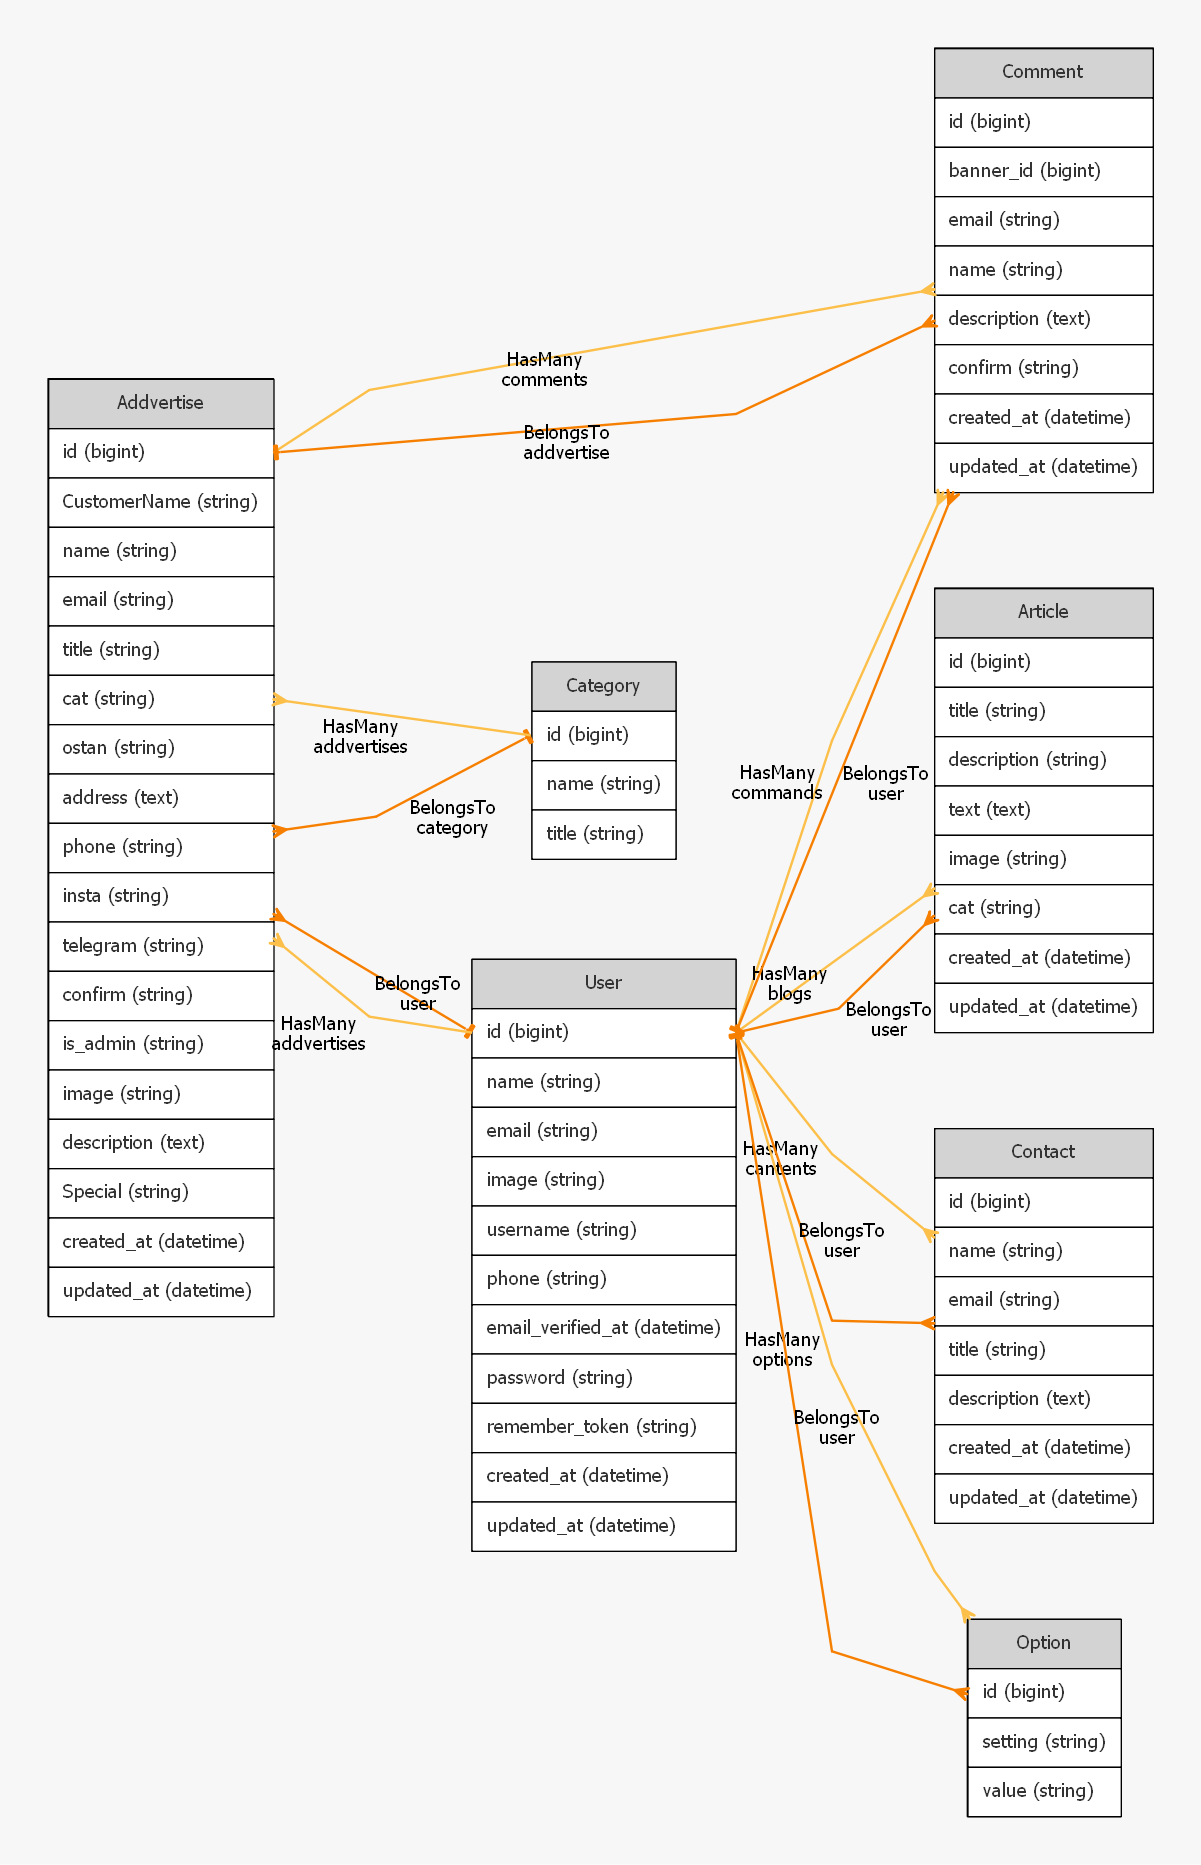 Comment
id (bigint)
banner_id (bigint)
email (string)
name (string)
description (text)
confirm (string)
created_at (datetime)
updated_at (datetime)
HasMany
comments
BelongsTo
addvertise
Addvertise
id (bigint)
CustomerName (string)
name (string)
email (string)
title (string)
cat (string)
ostan (string)
address (text)
phone (string)
insta (string)
telegram (string)
confirm (string)
is_admin (string)
image (string)
description (text)
Special (string)
created_at (datetime)
updated_at (datetime)
HasMany
addvertises
BelongsTo
category
Category
id (bigint)
name (string)
title (string)
HasMany
commands
BelongsTo
user
Article
id (bigint)
title (string)
description (string)
text (text)
image (string)
cat (string)
created_at (datetime)
updated_at (datetime)
HasMany
blogs
BelongsTo
user
BelongsTo
user
HasMany
addvertises
User
id (bigint)
name (string)
email (string)
image (string)
username (string)
phone (string)
email_verified_at (datetime)
password (string)
remember_token (string)
created_at (datetime)
updated_at (datetime)
HasMany
cantents
BelongsTo
user
Contact
id (bigint)
name (string)
email (string)
title (string)
description (text)
created_at (datetime)
updated_at (datetime)
HasMany
options
BelongsTo
user
Option
id (bigint)
setting (string)
value (string)